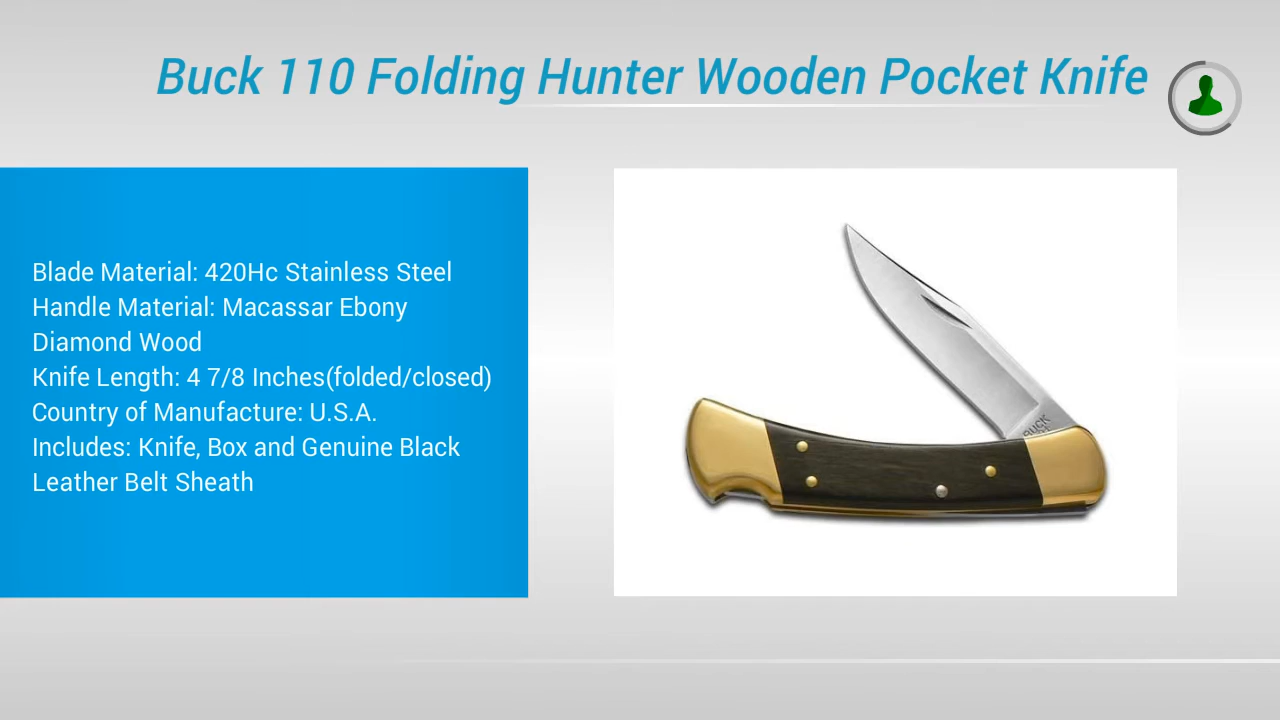 Buck 110 Folding Hunter Wooden Pocket Knife
Blade Material: 420Hc Stainless Steel
Handle Material: Macassar Ebony
Diamond Wood
Knife Length: 4 7/8 Inches(folded/closed)
Country of Manufacture: U.S.A.
Includes: Knife, Box and Genuine Black
Leather Belt Sheath
BUCK